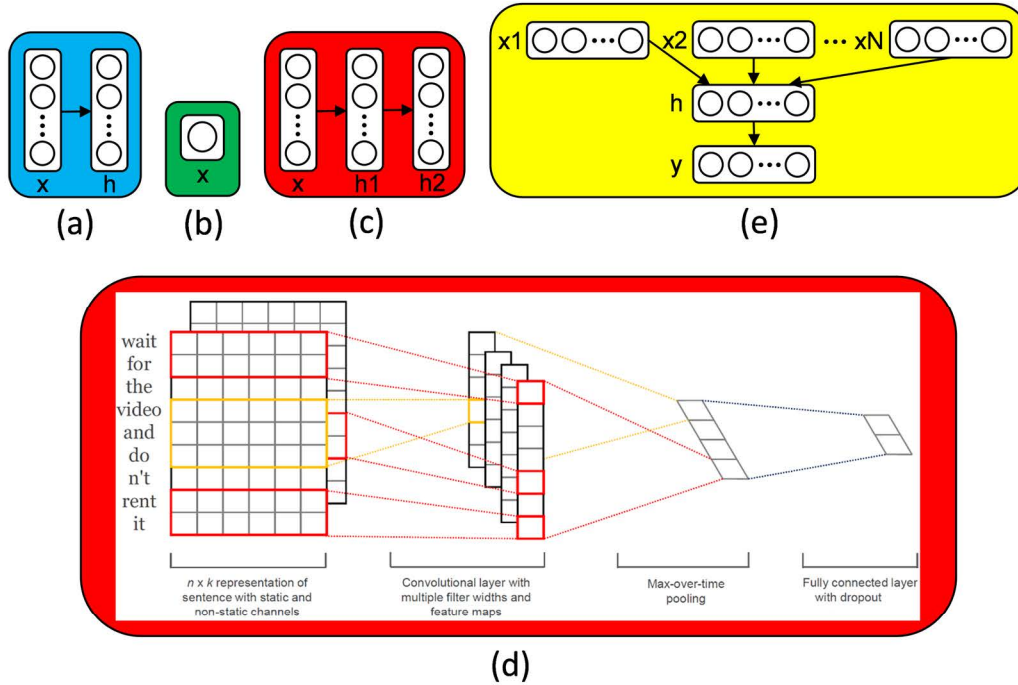 x h
(a)
x
(b)
x h1 h2
(c)
x1 x2 ... xN
h
y
(e)
wait
for
the
video
and
do
n't
rent
it
n x k representation of
sentence with static and
non-static channels
Convolutional layer with
multiple filter widths and
feature maps
Max-over-time
pooling
Fully connected layer
with dropout
(d)